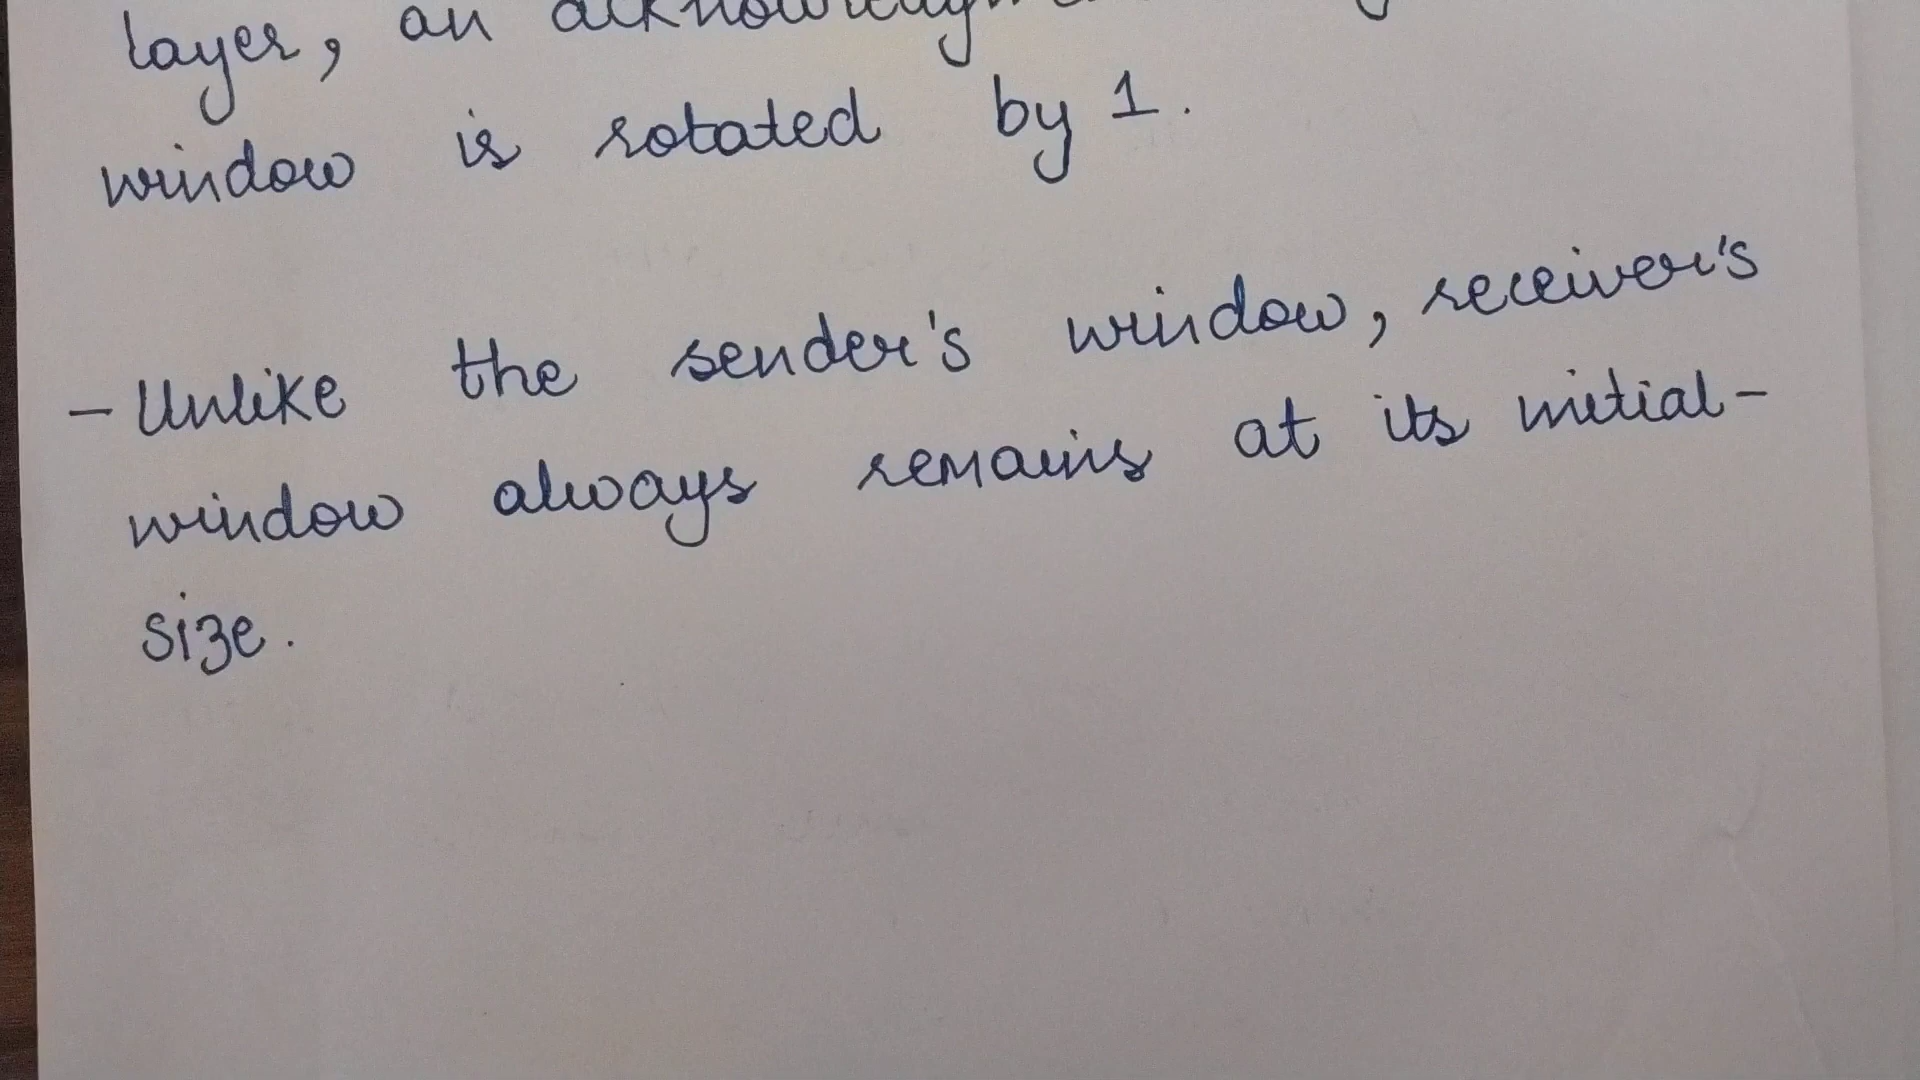 layer, an
window is rotated by 1.
- Unlike the sender's window, receiver's
window always remains at its initial-
size.